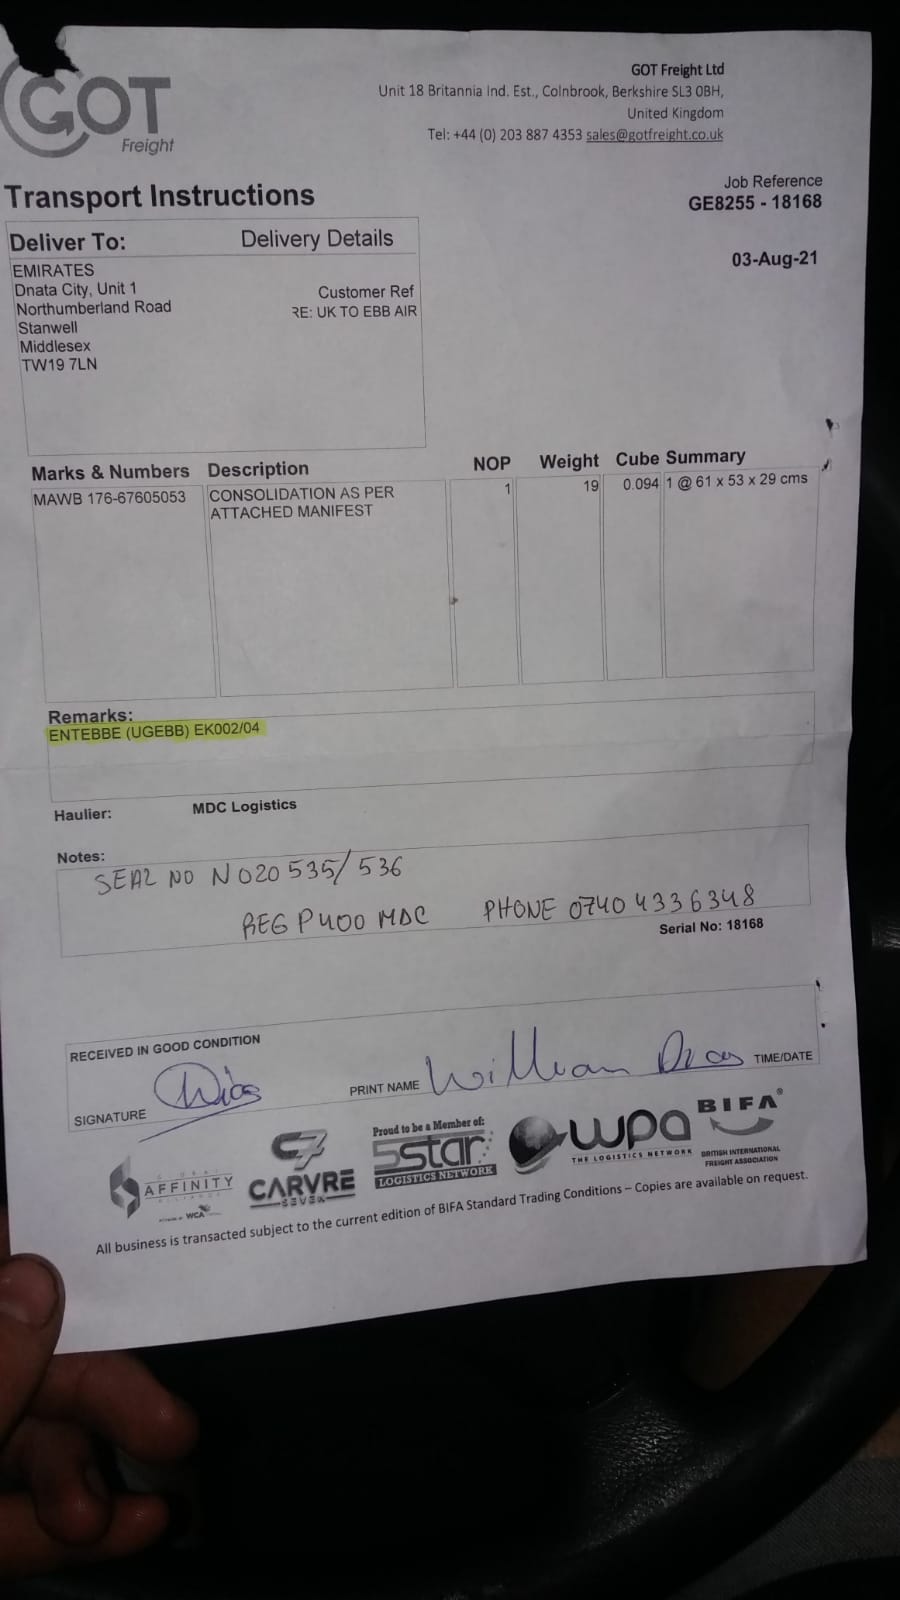 GOT
Freight
GOT Freight Ltd
Unit 18 Britannia Ind. Est., Colnbrook, Berkshire SL3 0BH,
United Kingdom
Tel: +44 (0) 203 887 4353 sales@gotfreight.co.uk
Transport Instructions
Job Reference
GE8255 - 18168
03-Aug-21
Deliver To: Delivery Details
EMIRATES
Dnata City, Unit 1
Northumberland Road
Stanwell
Middlesex
TW19 7LN
Customer Ref
RE: UK TO EBB AIR
Marks & Numbers Description NOP Weight Cube Summary
MAWB 176-67605053 CONSOLIDATION AS PER 1 19 0.094 1 @ 61 x 53 x 29 cms
ATTACHED MANIFEST
Remarks:
ENTEBBE (UGEBB) EK002/04
Haulier: MDC Logistics
Notes:
SEAL NO N020535/536
REG P400 MDC PHONE 07404336348
Serial No: 18168
RECEIVED IN GOOD CONDITION
SIGNATURE PRINT NAME William TIME/DATE
AFFINITY
WCA
C7
CARVRE
SEVEN
Proud to be a Member of:
5star
LOGISTICS NETWORK
wpa
THE LOGISTICS NETWORK
BIFA®
BRITISH INTERNATIONAL
FREIGHT ASSOCIATION
All business is transacted subject to the current edition of BIFA Standard Trading Conditions – Copies are available on request.